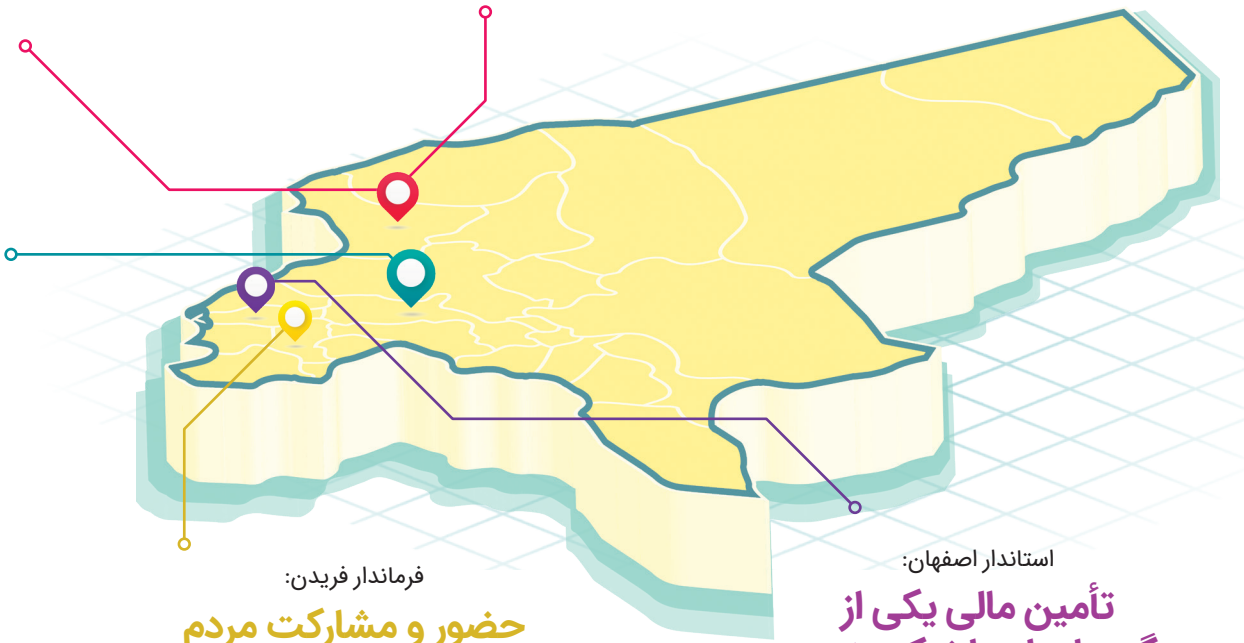 استاندار اصفهان:
تأمین مالی یکی از
فرماندار فریدن:
حضور و مشارکت مردم